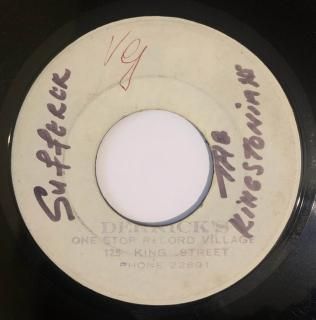 Vg
Sufferer
THE
KINGSTONIANS
DERRICK'S
ONE STOP RECORD VILLAGE
125 KING STREET
PHONE 22891